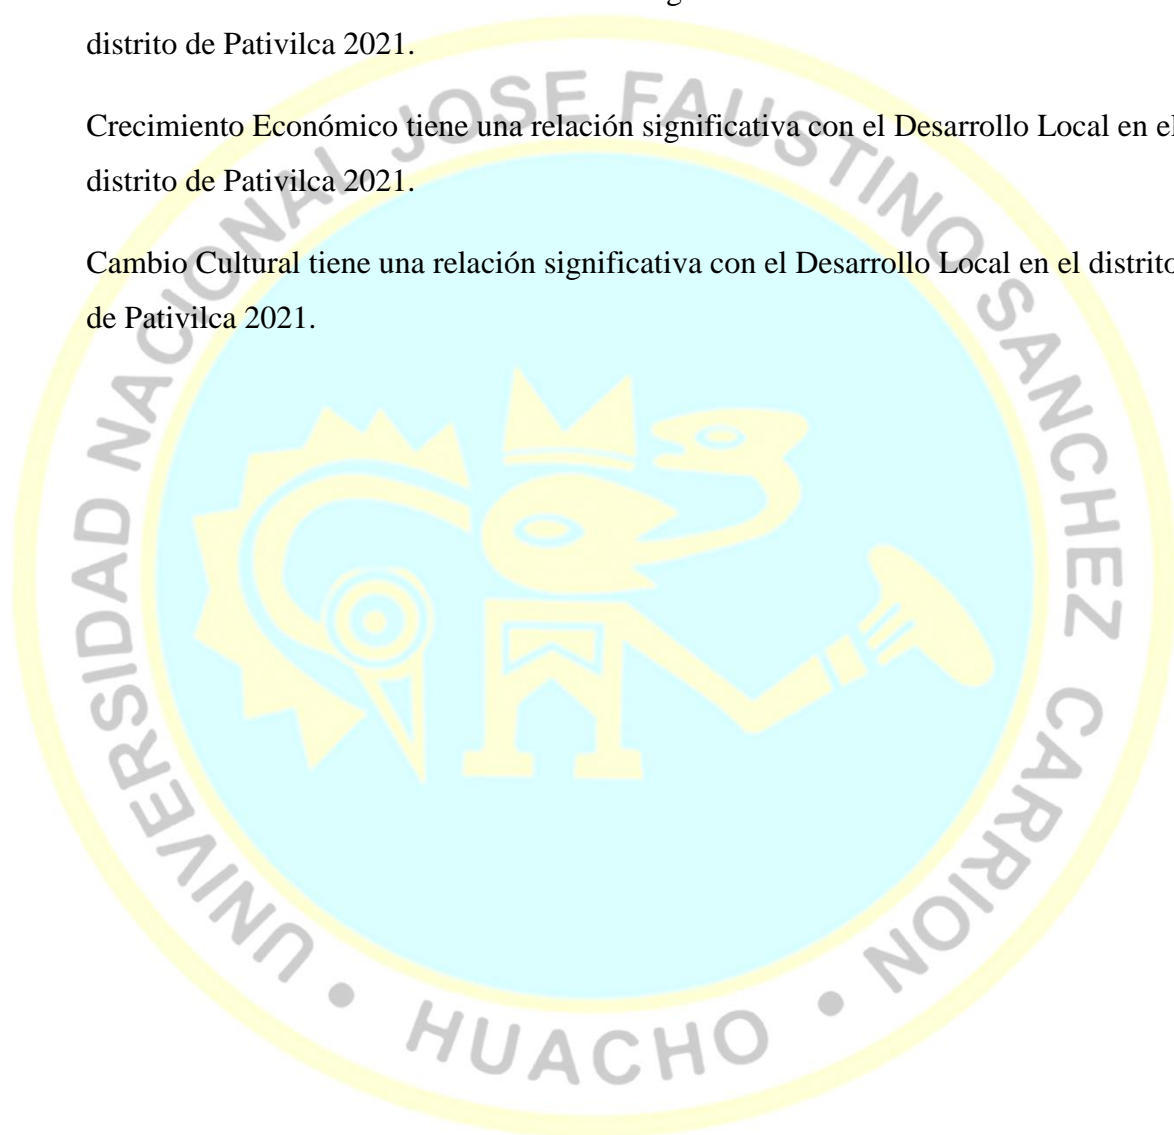 distrito de Pativilca 2021.
Crecimiento Económico tiene una relación significativa con el Desarrollo Local en el
distrito de Pativilca 2021.
Cambio Cultural tiene una relación significativa con el Desarrollo Local en el distrito
de Pativilca 2021.
UNIVERSIDAD NACIONAL JOSE FAUSTINO SANCHEZ CARRION • HUACHO •